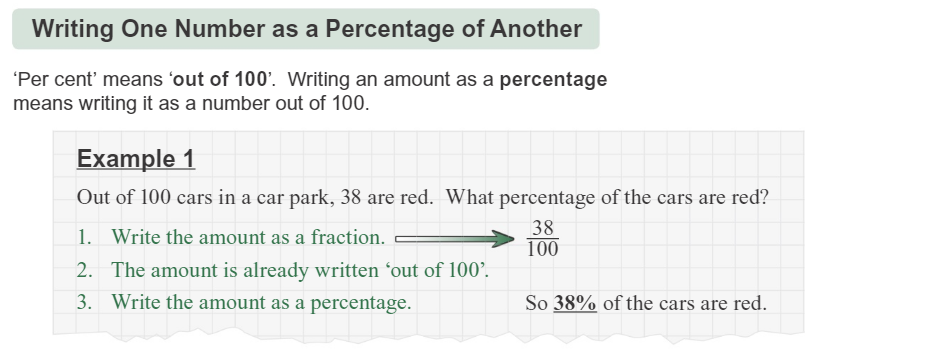 Writing One Number as a Percentage of Another
‘Per cent’ means ‘out of 100’. Writing an amount as a percentage
means writing it as a number out of 100.
Example 1
Out of 100 cars in a car park, 38 are red. What percentage of the cars are red?
1. Write the amount as a fraction.
38
100
2. The amount is already written ‘out of 100’.
3. Write the amount as a percentage. So 38% of the cars are red.